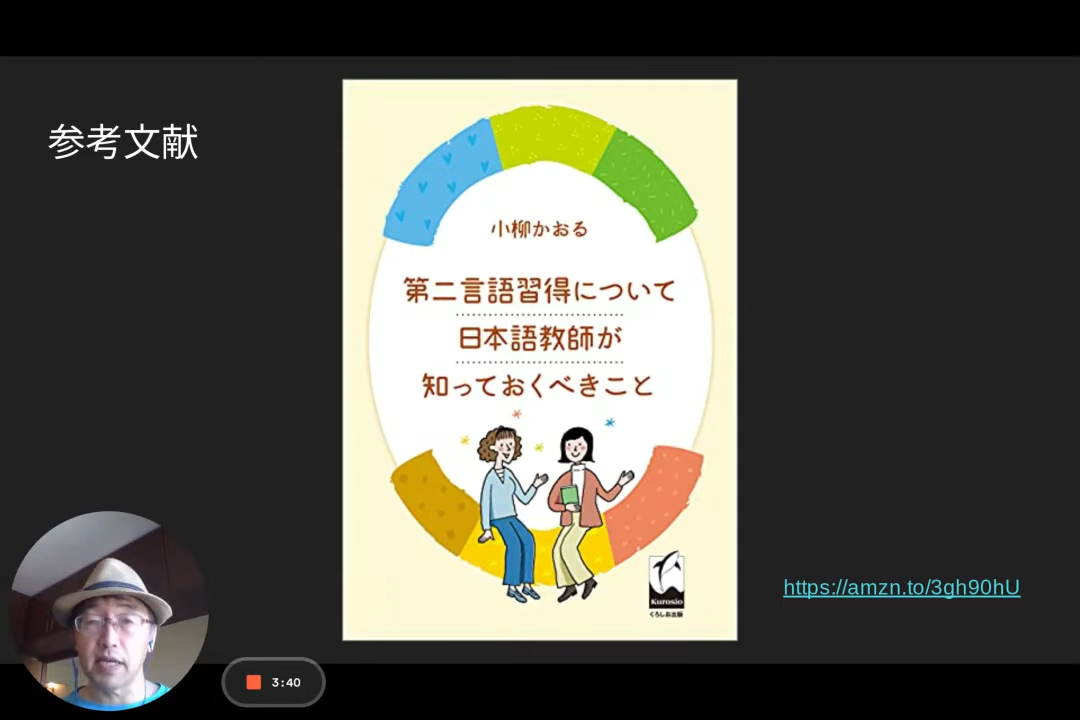 参考文献
小柳かおる
第二言語習得について
日本語教師が
知っておくべきこと
Kurosio
くろしお出版
https://amzn.to/3gh90hU
3:40